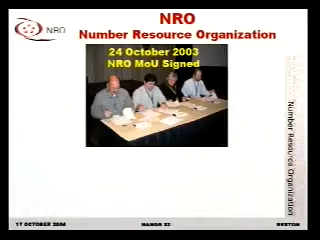 NRO
NRO
Number Resource Organization
24 October 2003
NRO MoU Signed
Number Resource Organization
17 OCTOBER 2004
NANOG 32
RESTON